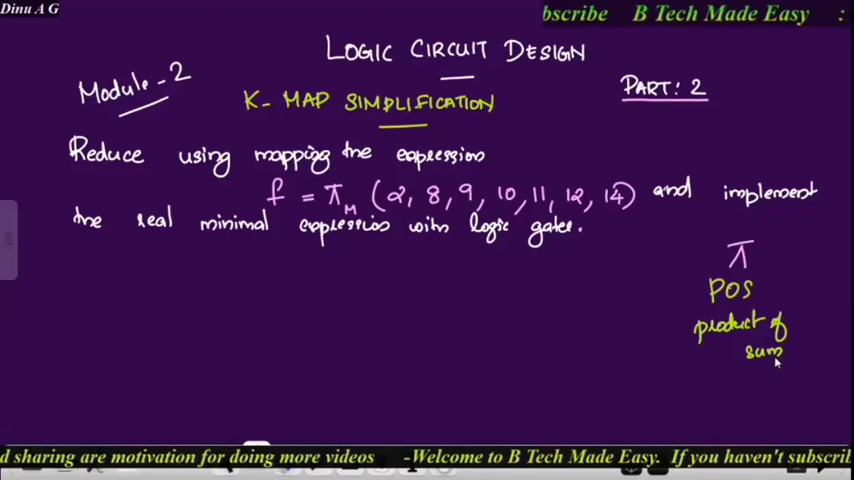 Dinu A G
bscribe B Tech Made Easy :
LOGIC CIRCUIT DESIGN
Module - 2
PART: 2
K- MAP SIMPLIFICATION
Reduce using mapping the expression
f = πM (2, 8, 9, 10, 11, 12, 14) and implement
the real minimal expression with logic gates.
π
POS
product of
sum
d sharing are motivation for doing more videos -Welcome to B Tech Made Easy. If you haven't subscrib